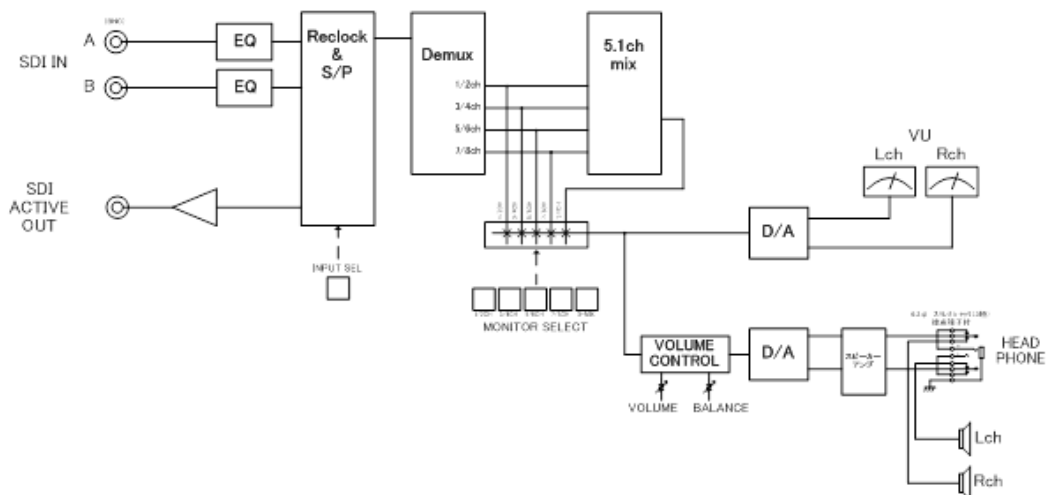 (BNC)
SDI IN
A
B
EQ
EQ
Reclock
&
S/P
Demux
1/2ch
3/4ch
5/6ch
7/8ch
5.1ch
mix
SDI
ACTIVE
OUT
INPUT SEL
MONITOR SELECT
VU
Lch
Rch
D/A
VOLUME
CONTROL
VOLUME
BALANCE
D/A
スピーカー
アンプ
HEAD
PHONE
Lch
Rch